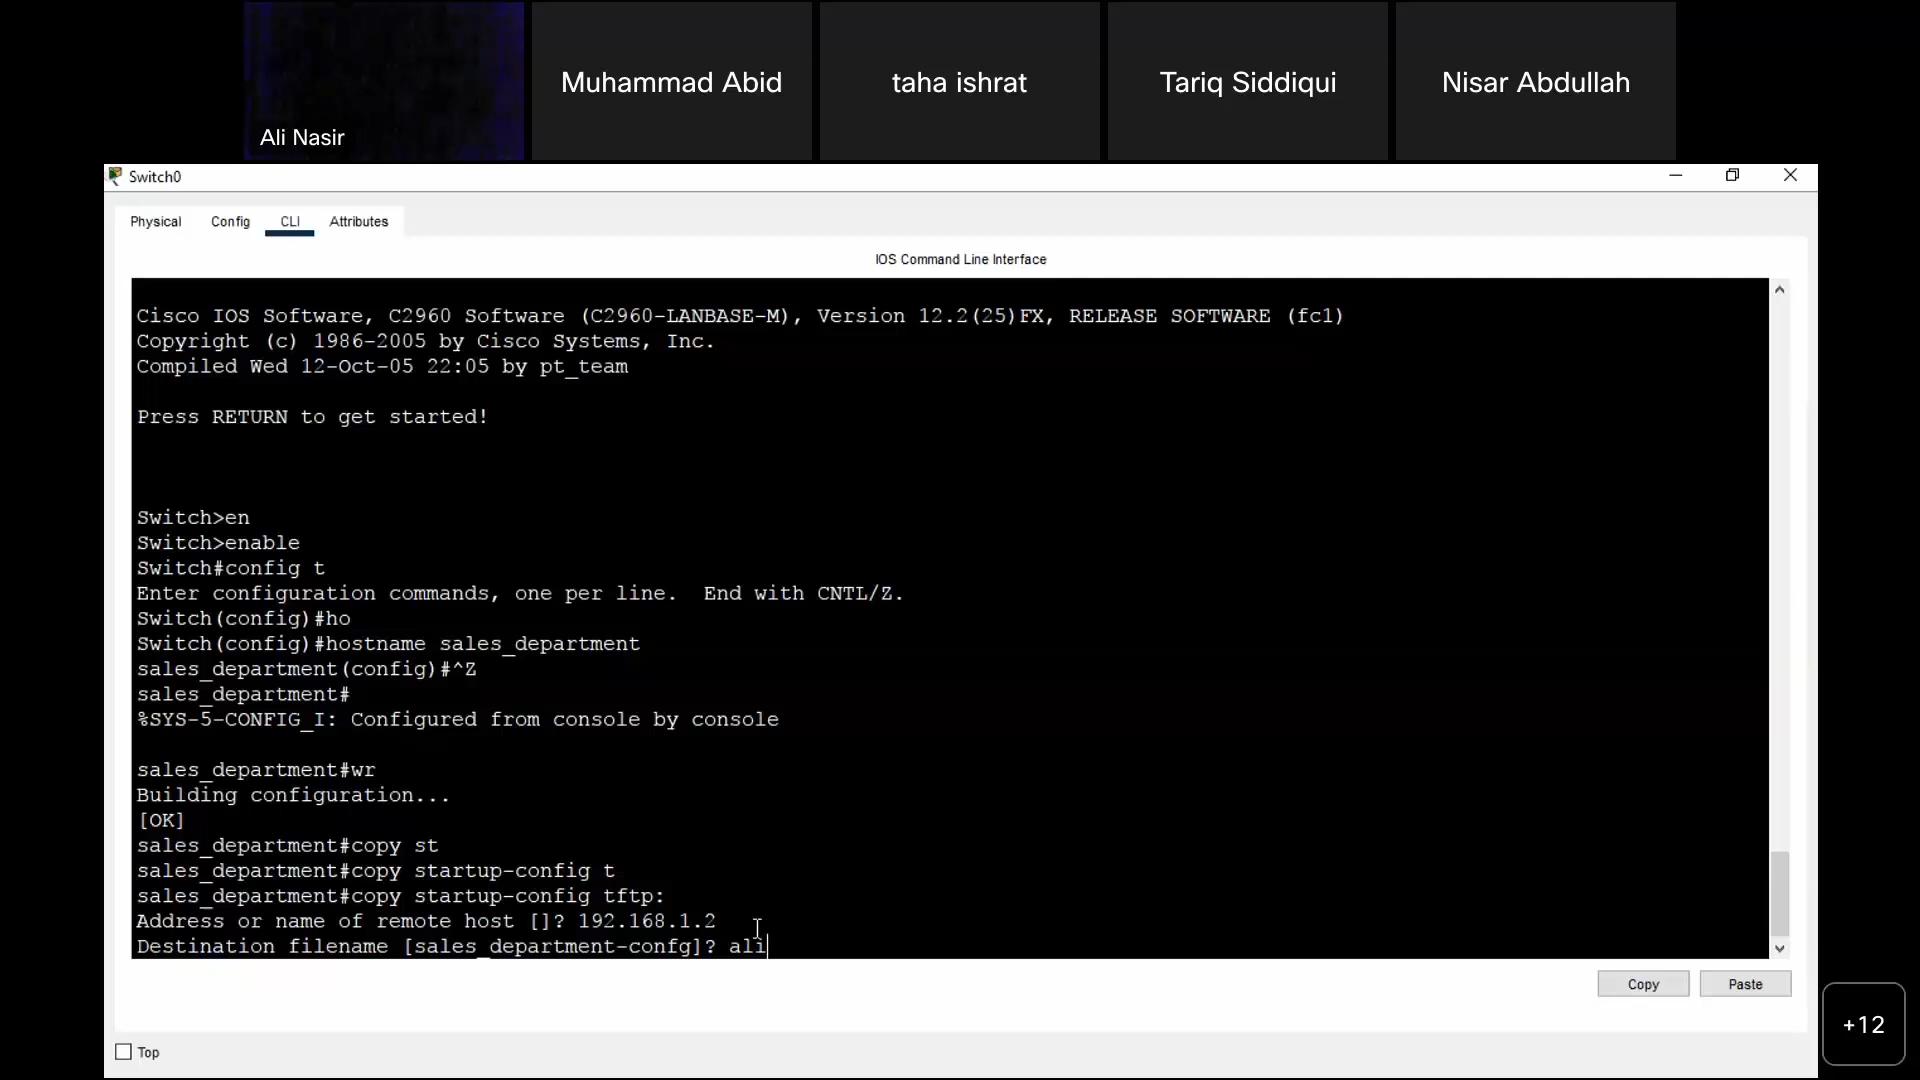 Muhammad Abid
taha ishrat
Tariq Siddiqui
Nisar Abdullah
Ali Nasir
Switch0
Physical Config CLI Attributes
IOS Command Line Interface
Cisco IOS Software, C2960 Software (C2960-LANBASE-M), Version 12.2(25)FX, RELEASE SOFTWARE (fc1)
Copyright (c) 1986-2005 by Cisco Systems, Inc.
Compiled Wed 12-Oct-05 22:05 by pt_team
Press RETURN to get started!
Switch>en
Switch>enable
Switch#config t
Enter configuration commands, one per line.  End with CNTL/Z.
Switch(config)#ho
Switch(config)#hostname sales_department
sales_department(config)#^Z
sales_department#
%SYS-5-CONFIG_I: Configured from console by console
sales_department#wr
Building configuration...
[OK]
sales_department#copy st
sales_department#copy startup-config t
sales_department#copy startup-config tftp:
Address or name of remote host []? 192.168.1.2
Destination filename [sales_department-confg]? ali
Copy Paste
+12
Top